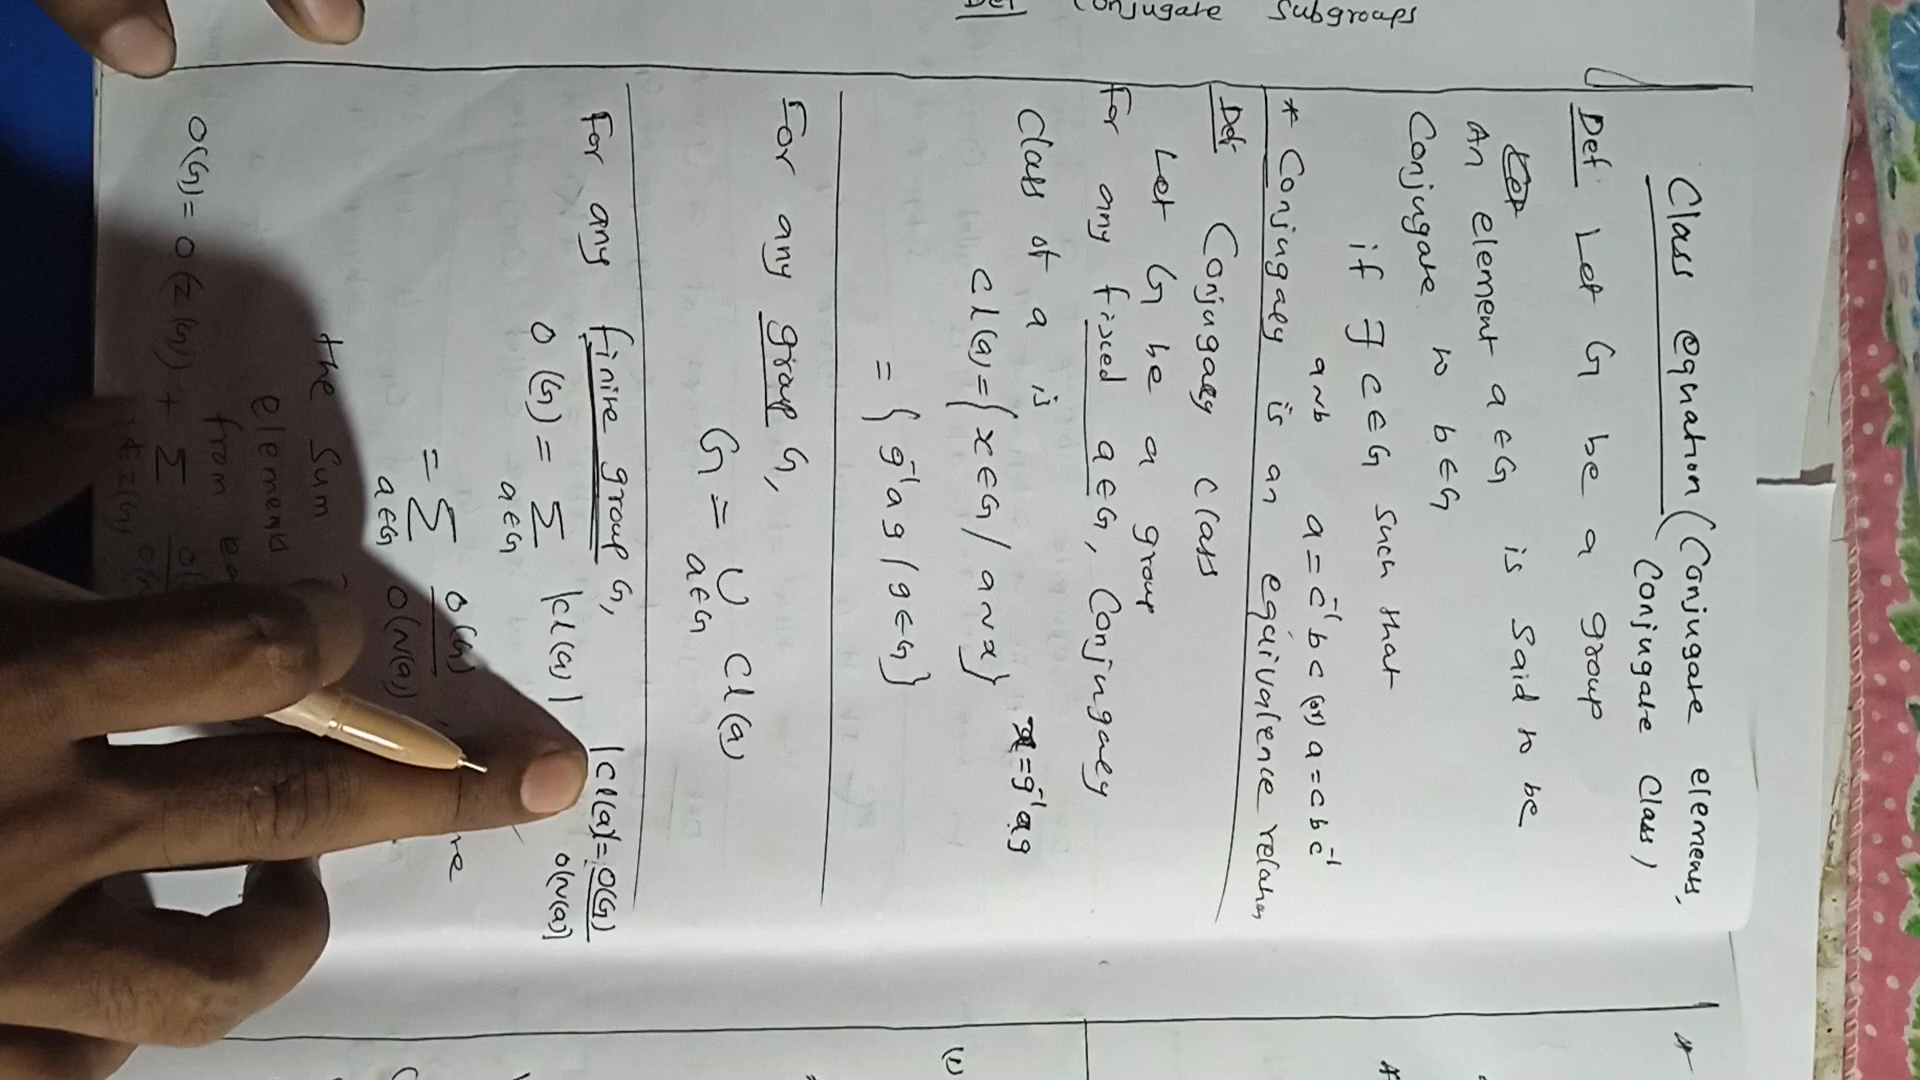 Conjugate Subgroups
Class equation (Conjugate elements,
Conjugate Class)
Def: Let G be a group
An element a∈G is said to be
Conjugate to b∈G
if ∃ c∈G such that
a~b a = c⁻¹bc (or) a = cbc⁻¹
* Conjugacy is an equivalence relation
Def Conjugacy class
Let G be a group
For any fixed a∈G, Conjugacy
Class of a is
Cl(a) = {x∈G / a~x} x = g⁻¹ag
= {g⁻¹ag / g∈G}
For any group G,
G = ∪ Cl(a)
a∈G
For any finite group G, |Cl(a)| = O(G)
O(N(a))
O(G) = Σ |Cl(a)|
a∈G
= Σ O(G)
a∈G O(N(a))
the sum
elements
from
O(G) = O(Z(G)) + Σ
(1)